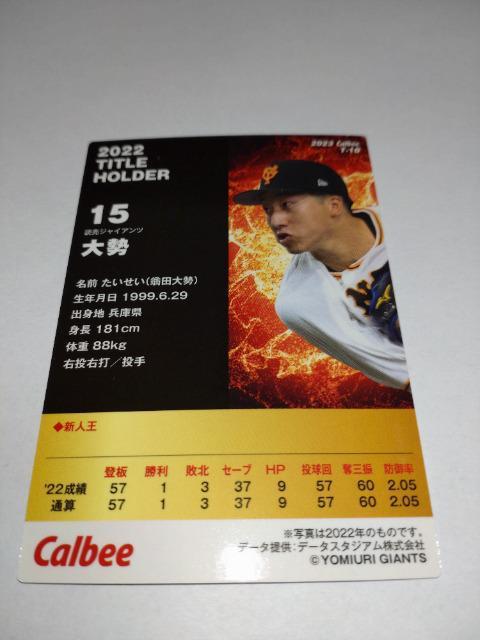 2023 Calbee
T-10
2022
TITLE
HOLDER
15
読売ジャイアンツ
大勢
名前 たいせい(翁田大勢)
生年月日 1999.6.29
出身地 兵庫県
身長 181cm
体重 88kg
右投右打／投手
◆新人王
登板 勝利 敗北 セーブ HP 投球回 奪三振 防御率
'22成績 57 1 3 37 9 57 60 2.05
通算 57 1 3 37 9 57 60 2.05
Calbee
※写真は2022年のものです。
データ提供：データスタジアム株式会社
©YOMIURI GIANTS